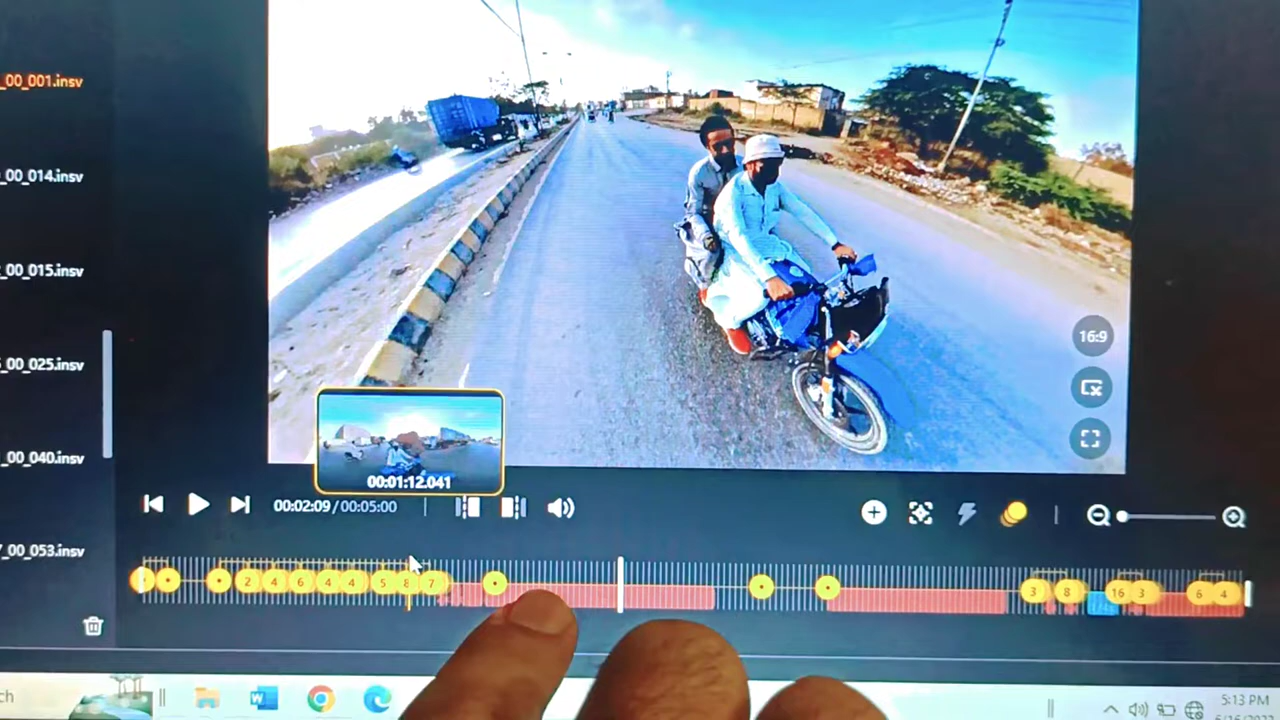 _00_001.insv
_00_014.insv
_00_015.insv
_00_025.insv
_00_040.insv
_00_053.insv
16:9
00:01:12.041
00:02:09/00:05:00
2 4 6 4 4 5 8 7 3 8 16 3 6 4
ch
W
5:13 PM